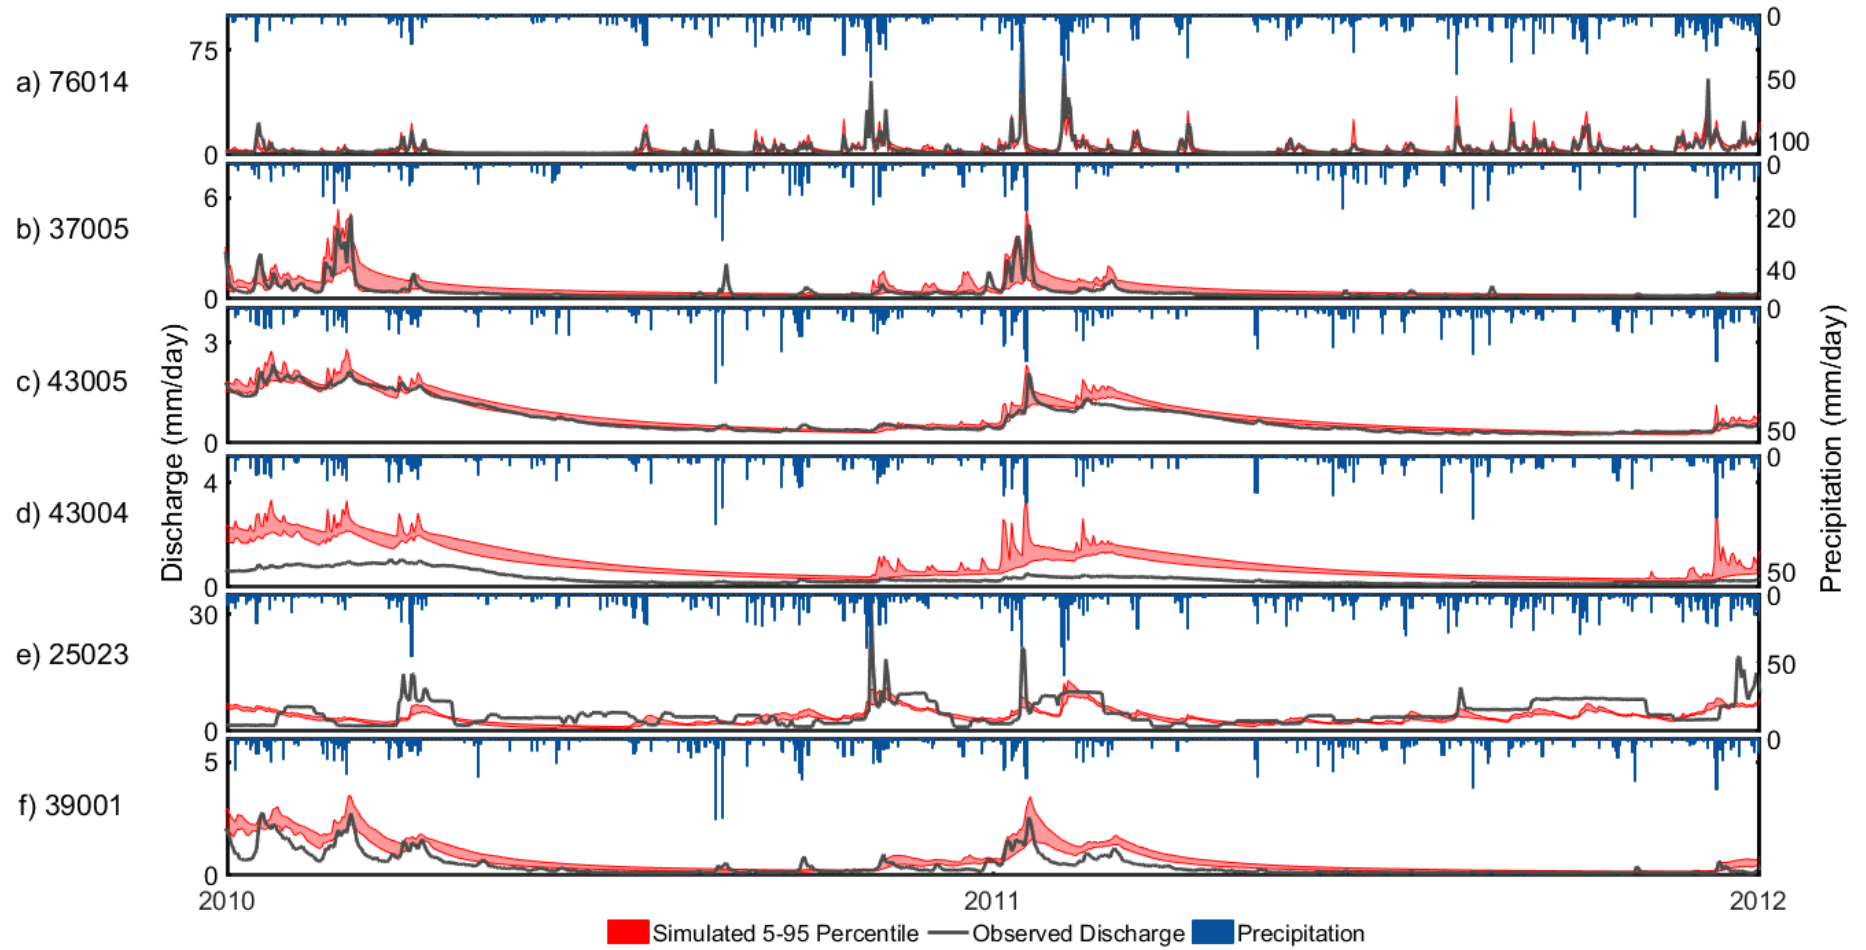 a) 76014
75
0
0
50
100
b) 37005
6
0
0
20
40
c) 43005
3
0
0
50
d) 43004
4
0
0
50
e) 25023
30
0
0
50
f) 39001
5
0
0
Discharge (mm/day)
Precipitation (mm/day)
2010 2011 2012
Simulated 5-95 Percentile Observed Discharge Precipitation